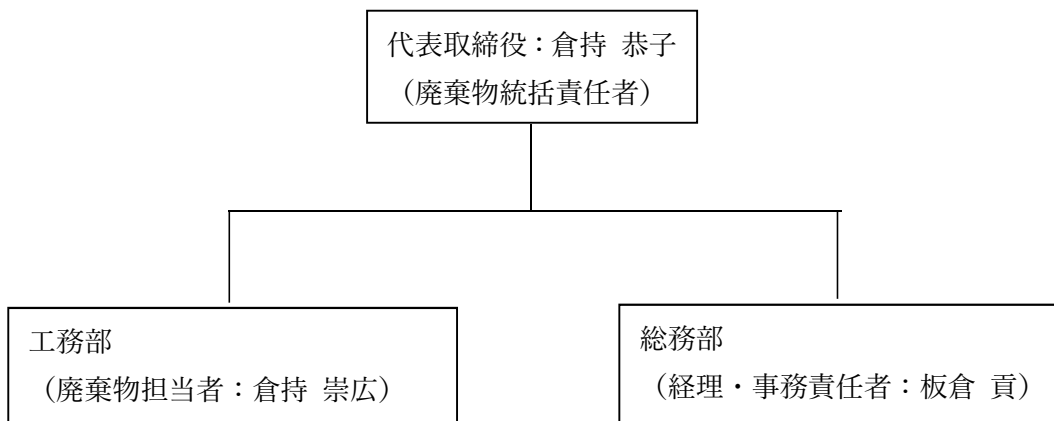 代表取締役：倉持 恭子
（廃棄物統括責任者）
工務部
（廃棄物担当者：倉持 崇広）
総務部
（経理・事務責任者：板倉 貢）